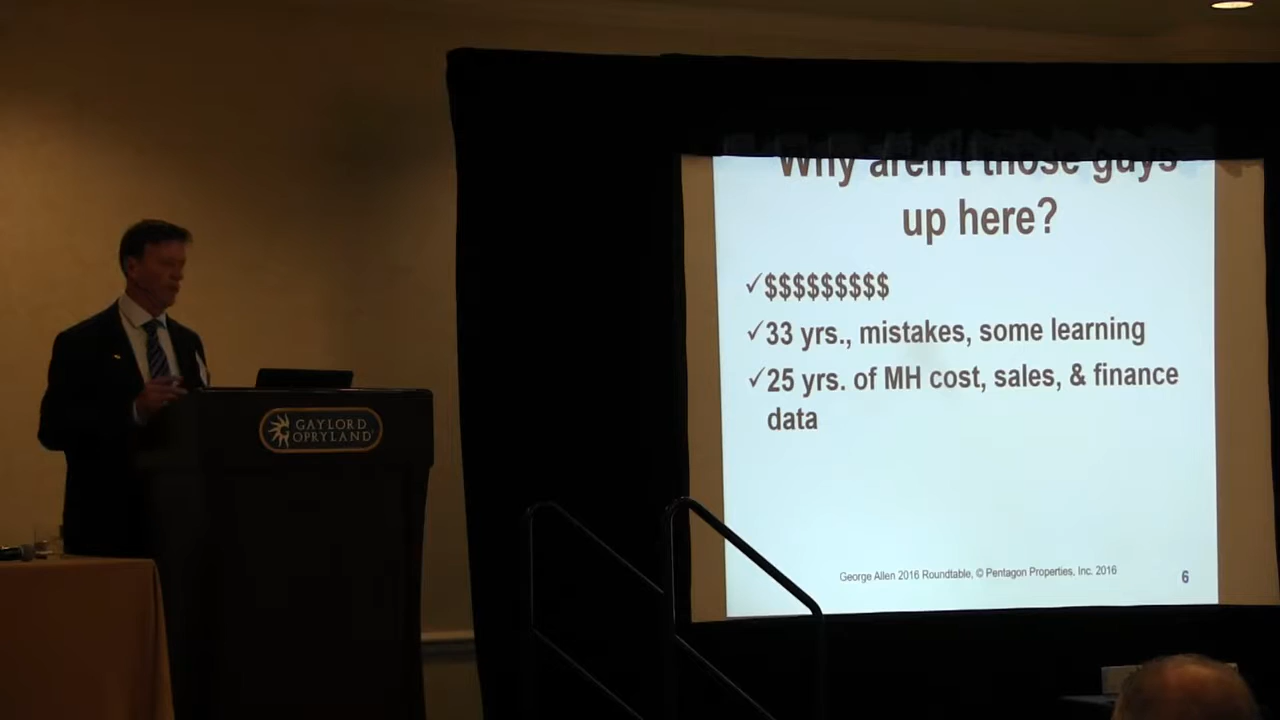 GAYLORD
OPRYLAND
Why aren't those guys
up here?
✓$$$$$$$$$
✓33 yrs., mistakes, some learning
✓25 yrs. of MH cost, sales, & finance
data
George Allen 2016 Roundtable, © Pentagon Properties, Inc. 2016
6